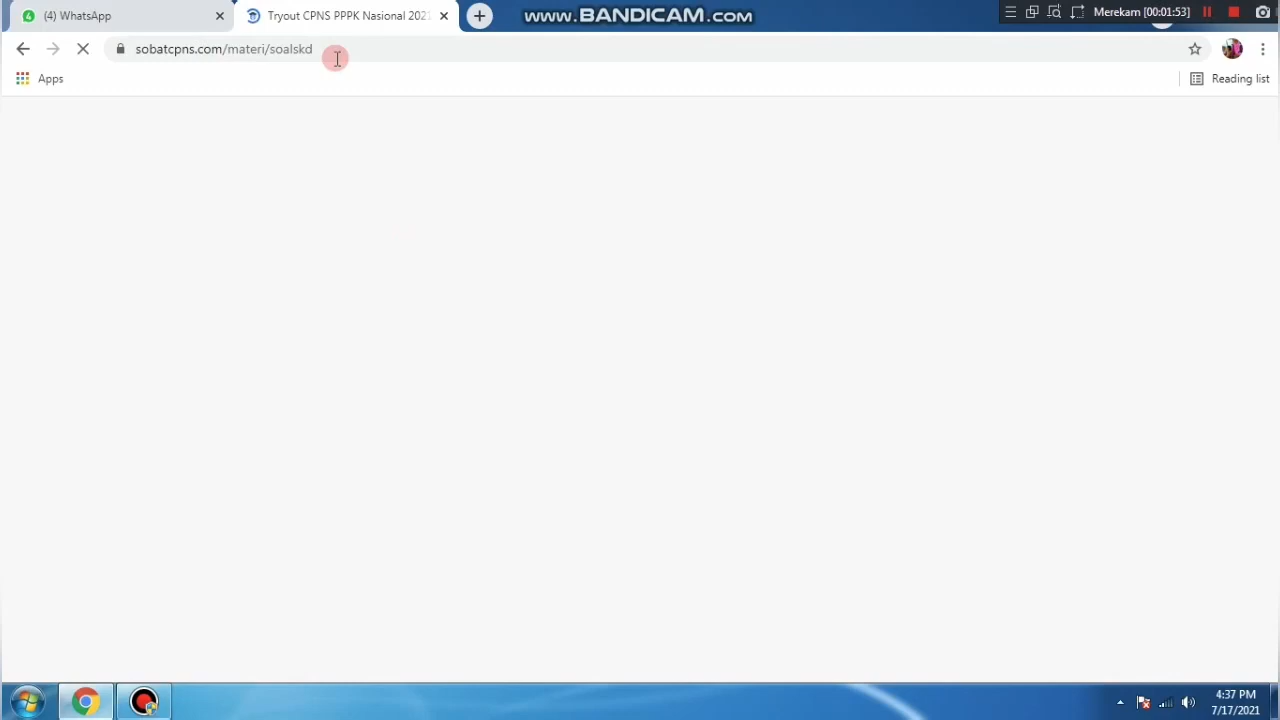 (4) WhatsApp
Tryout CPNS PPPK Nasional 2021
WWW.BANDICAM.COM
Merekam [00:01:53]
sobatcpns.com/materi/soalskd
Apps
Reading list
4:37 PM
7/17/2021